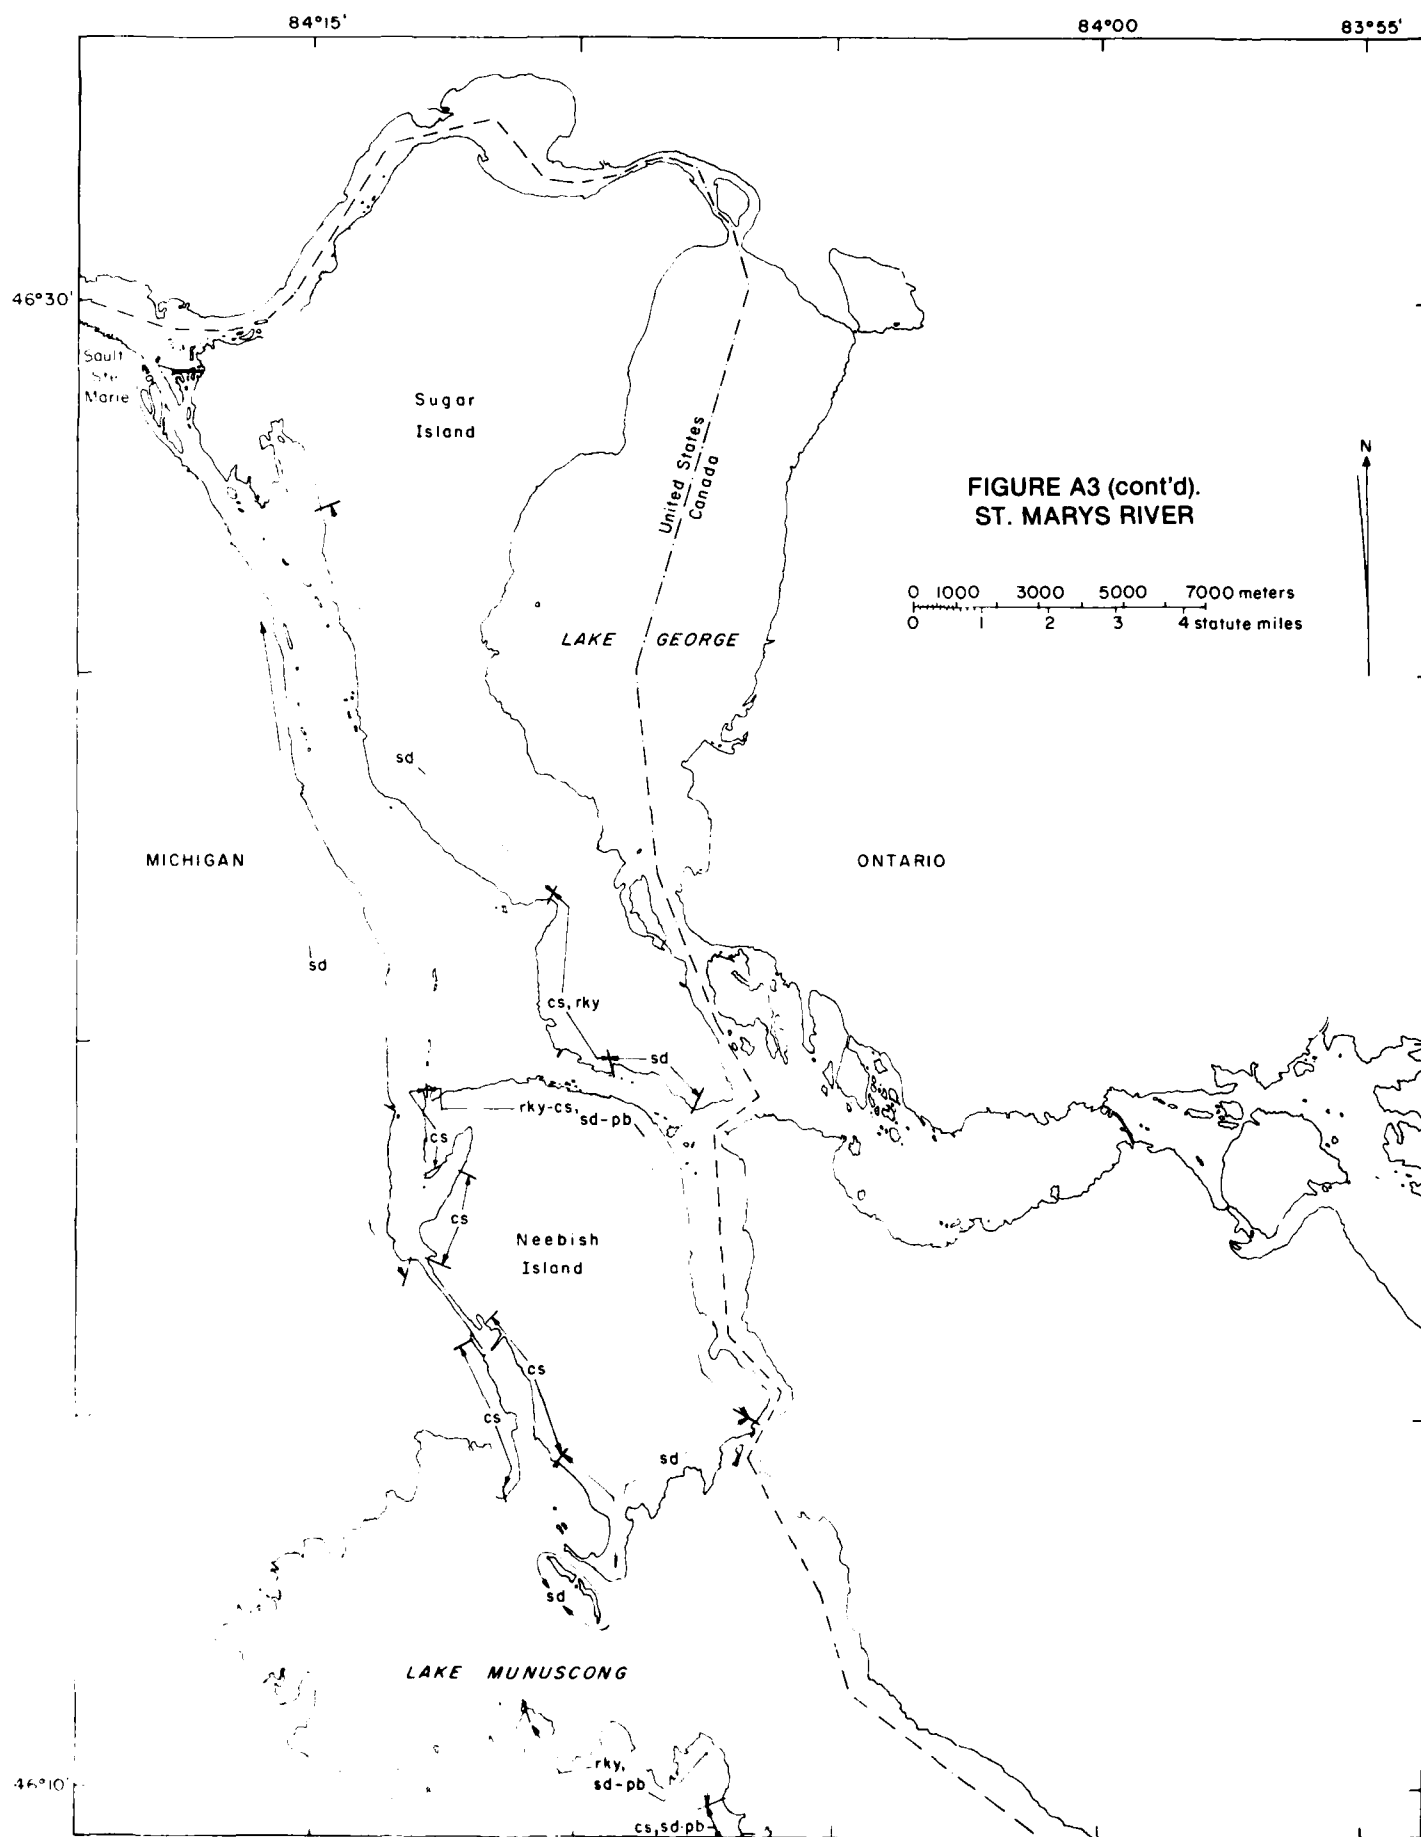 84°15'
84°00'
83°55'
46°30'
Sault
Ste
Marie
Sugar
Island
United States
Canada
N
FIGURE A3 (cont'd).
ST. MARYS RIVER
0 1000 3000 5000 7000 meters
0 1 2 3 4 statute miles
LAKE GEORGE
sd
MICHIGAN
ONTARIO
sd
cs, rky
sd
rky-cs,
sd-pb
cs
cs
Neebish
Island
cs
cs
sd
sd
LAKE MUNUSCONG
rky,
sd-pb
46°10'
cs, sd-pb